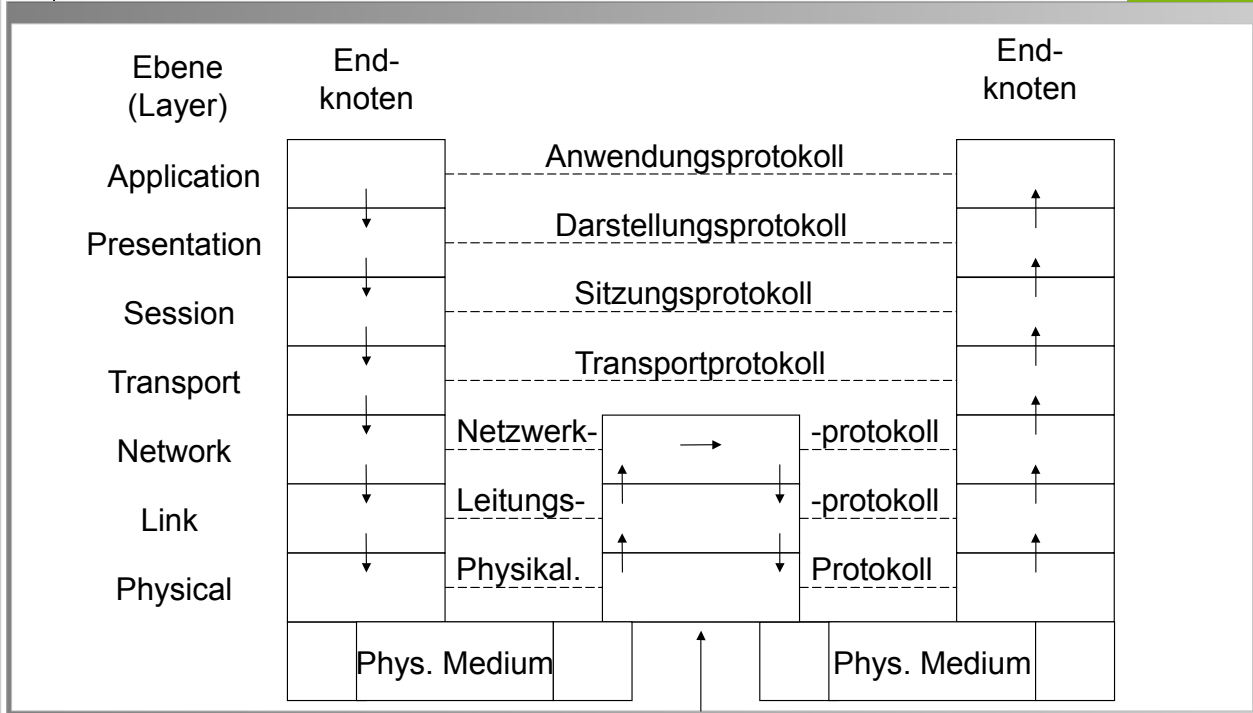 Ebene
(Layer)
End-
knoten
End-
knoten
Application
Anwendungsprotokoll
Presentation
Darstellungsprotokoll
Session
Sitzungsprotokoll
Transport
Transportprotokoll
Network
Netzwerk-
-protokoll
Link
Leitungs-
-protokoll
Physical
Physikal.
Protokoll
Phys. Medium
Phys. Medium